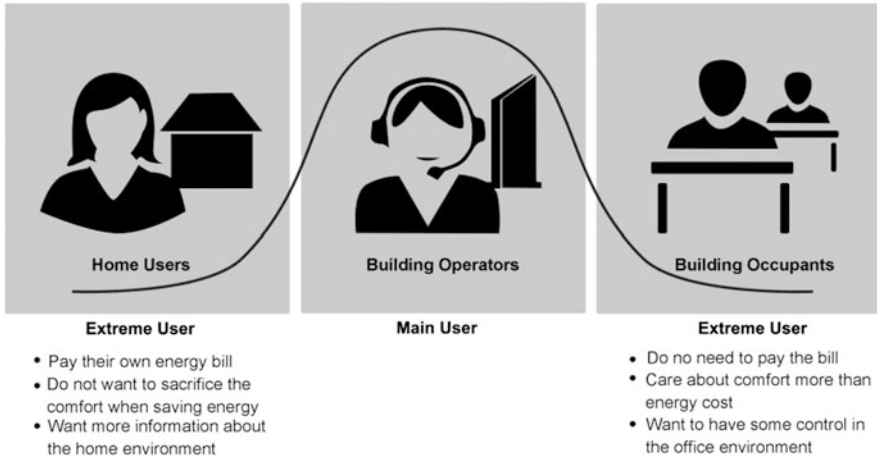 Home Users
Building Operators
Building Occupants
Extreme User
Main User
Extreme User
• Pay their own energy bill
• Do not want to sacrifice the
comfort when saving energy
• Want more information about
the home environment
• Do no need to pay the bill
• Care about comfort more than
energy cost
• Want to have some control in
the office environment